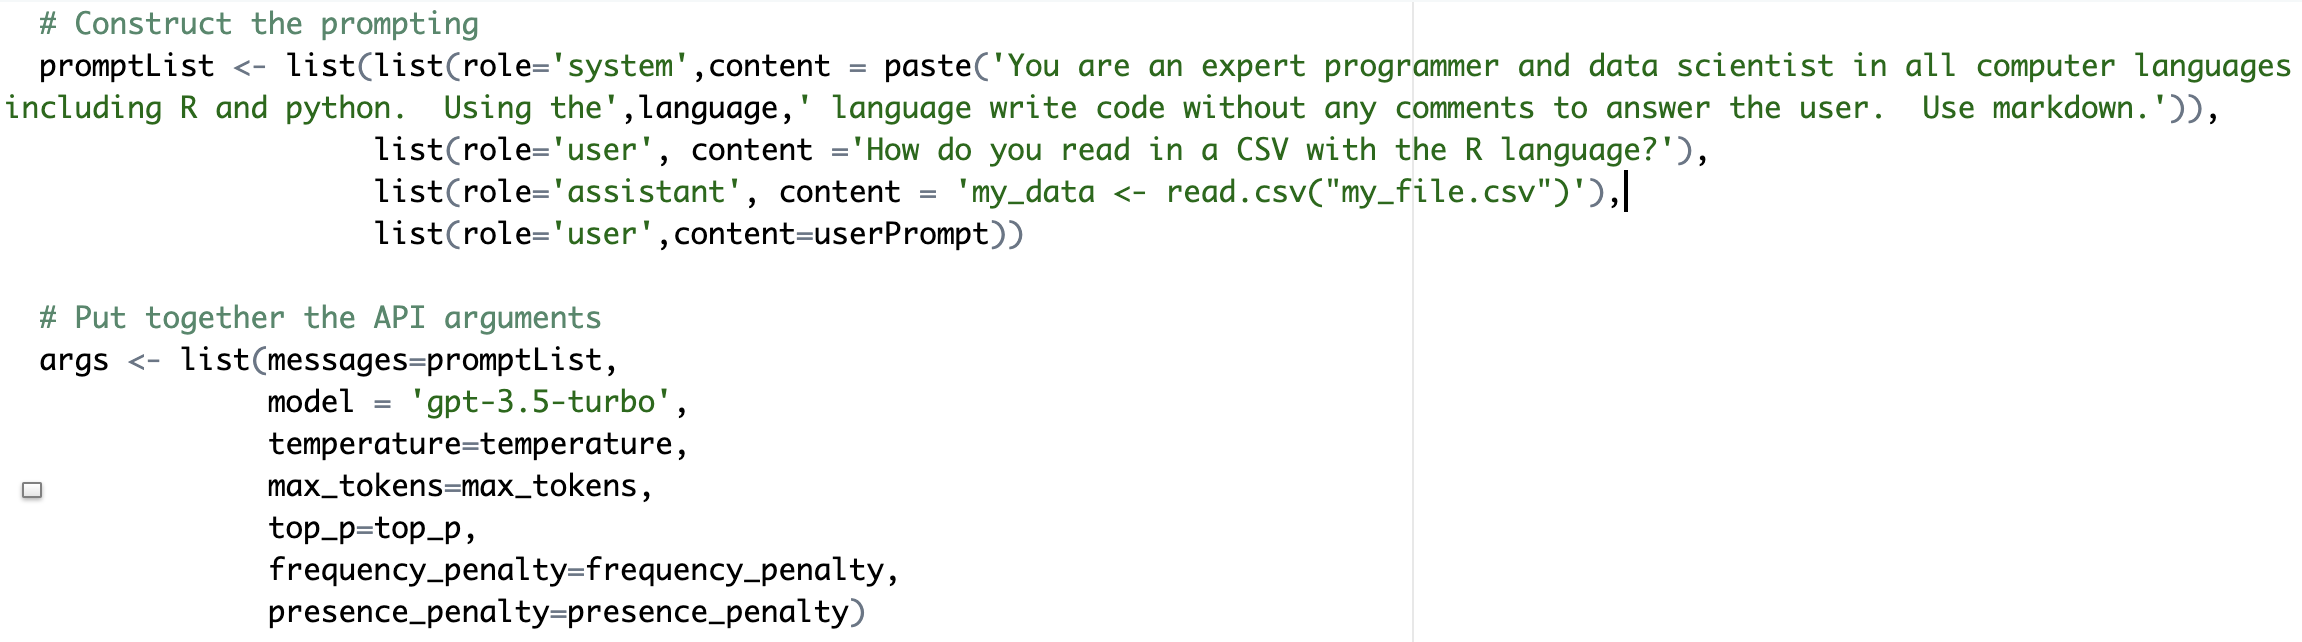 # Construct the prompting
promptList <- list(list(role='system',content = paste('You are an expert programmer and data scientist in all computer languages
including R and python.  Using the',language,' language write code without any comments to answer the user.  Use markdown.')),
list(role='user', content ='How do you read in a CSV with the R language?'),
list(role='assistant', content = 'my_data <- read.csv("my_file.csv")'),
list(role='user',content=userPrompt))
# Put together the API arguments
args <- list(messages=promptList,
model = 'gpt-3.5-turbo',
temperature=temperature,
max_tokens=max_tokens,
top_p=top_p,
frequency_penalty=frequency_penalty,
presence_penalty=presence_penalty)